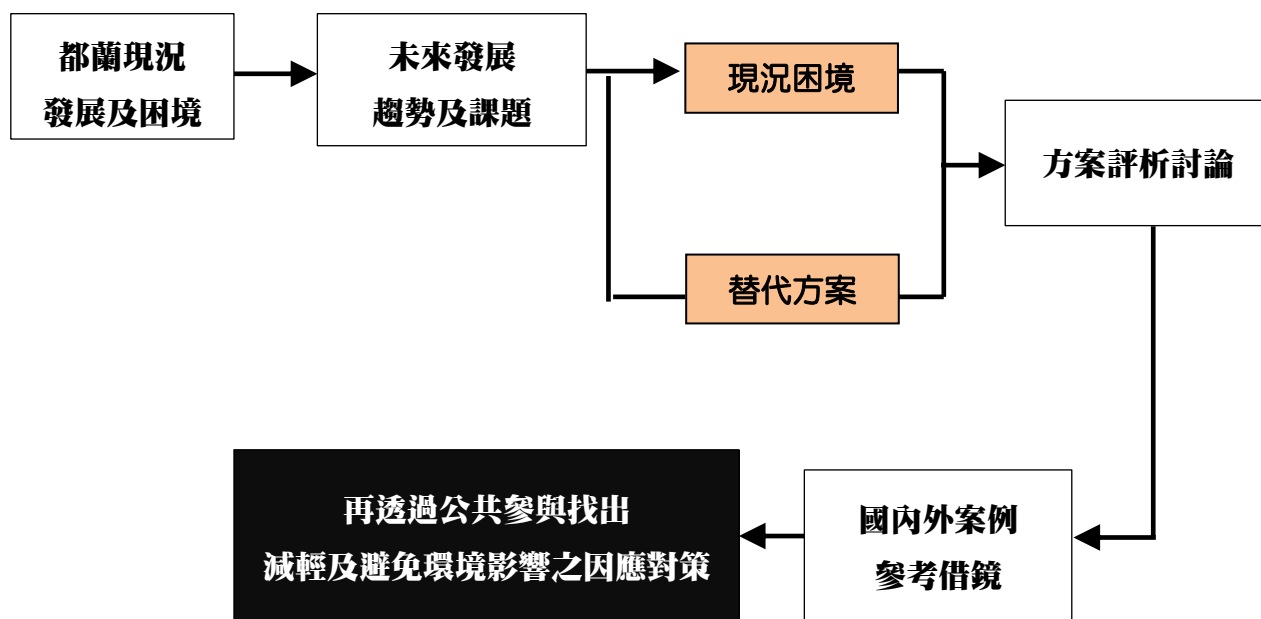 都蘭現況
發展及困境
未來發展
趨勢及課題
現況困境
替代方案
方案評析討論
國內外案例
參考借鏡
再透過公共參與找出
減輕及避免環境影響之因應對策